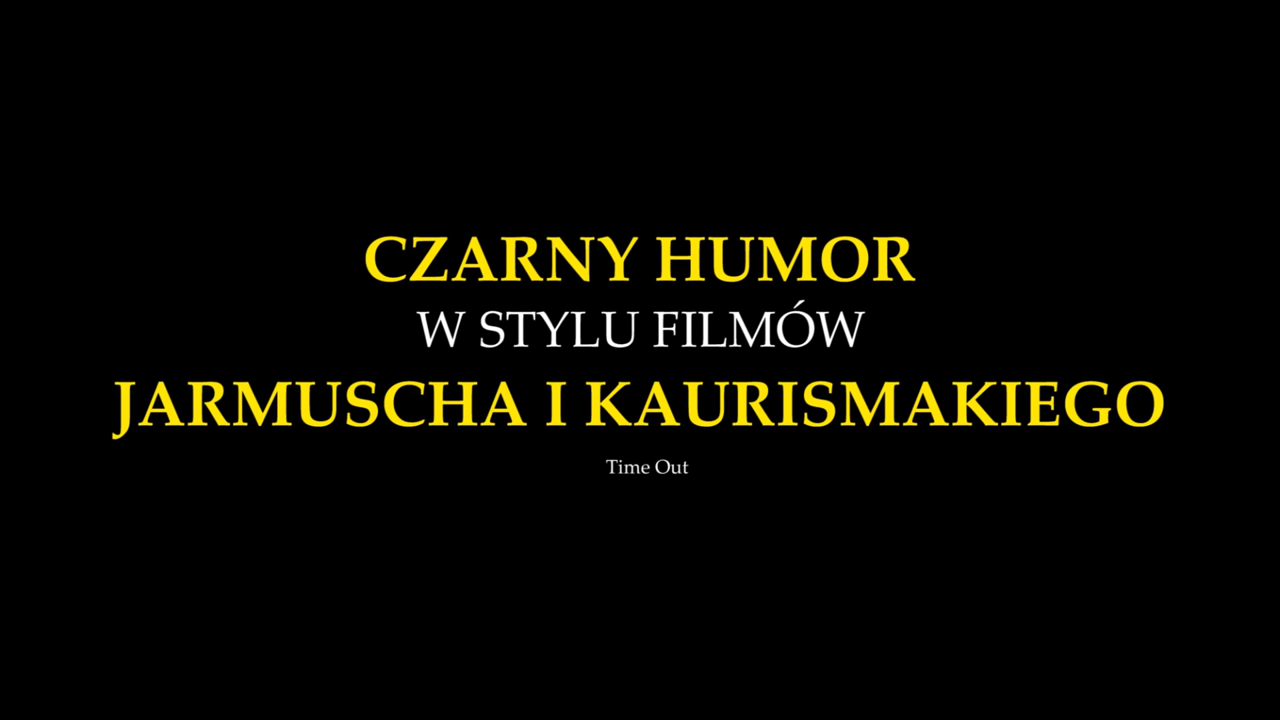 CZARNY HUMOR
W STYLU FILMÓW
JARMUSCHA I KAURISMAKIEGO
Time Out